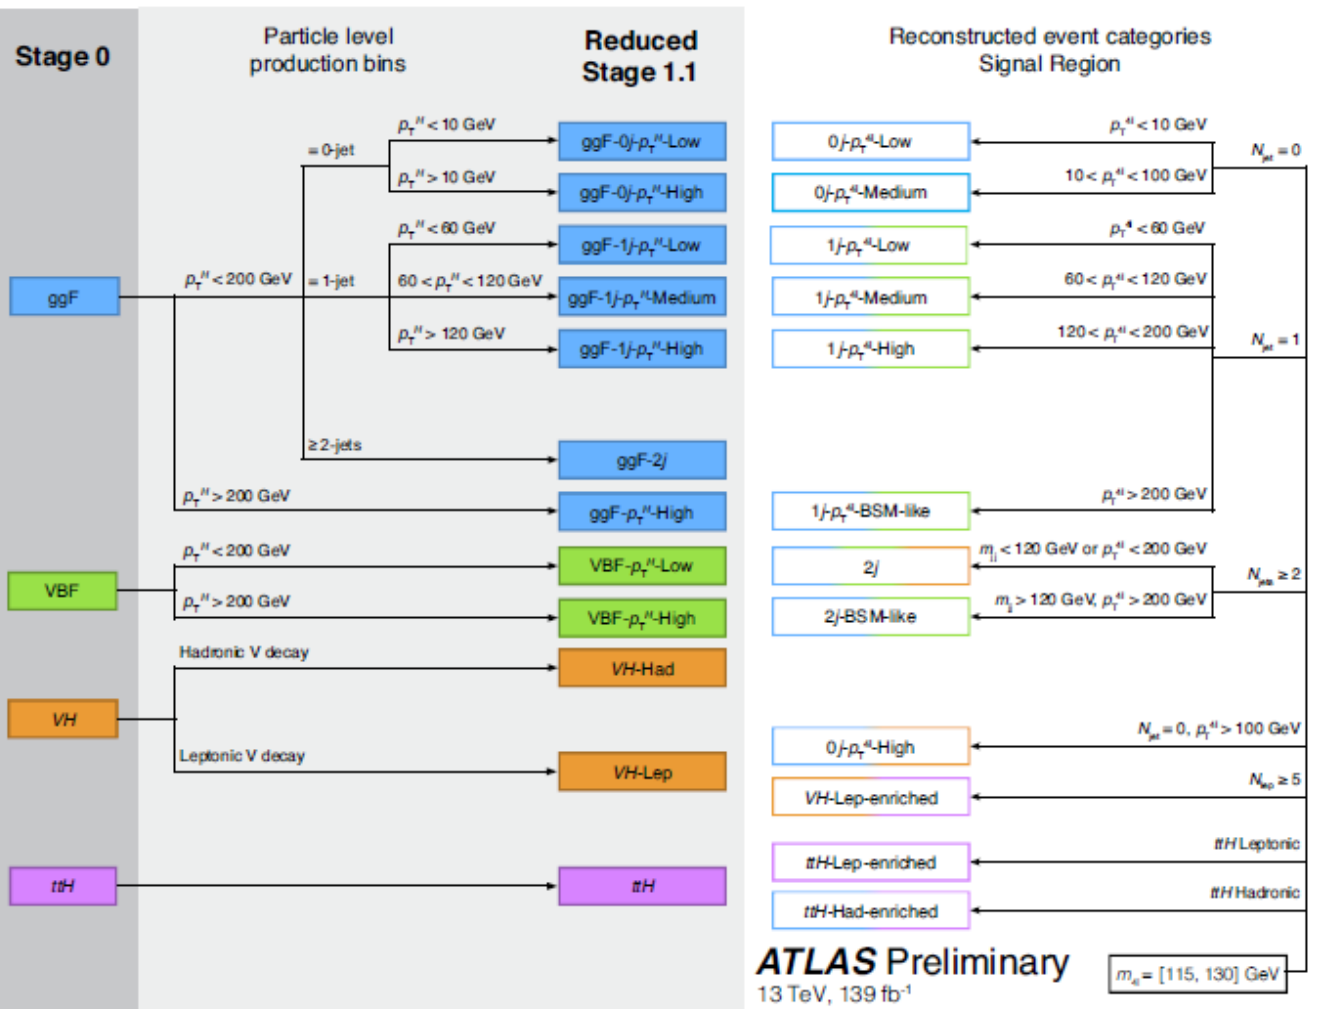 Stage 0
Particle level
production bins
Reduced
Stage 1.1
Reconstructed event categories
Signal Region
p_T^H < 10 GeV
ggF-0j-p_T^H-Low
0j-p_T^4l-Low
p_T^4l < 10 GeV
= 0-jet
N_jet = 0
p_T^H > 10 GeV
ggF-0j-p_T^H-High
0j-p_T^4l-Medium
10 < p_T^4l < 100 GeV
p_T^H < 60 GeV
ggF-1j-p_T^H-Low
1j-p_T^4l-Low
p_T^4l < 60 GeV
ggF
p_T^H < 200 GeV
= 1-jet
60 < p_T^H < 120 GeV
ggF-1j-p_T^H-Medium
1j-p_T^4l-Medium
60 < p_T^4l < 120 GeV
p_T^H > 120 GeV
ggF-1j-p_T^H-High
1j-p_T^4l-High
120 < p_T^4l < 200 GeV
N_jet = 1
≥ 2-jets
ggF-2j
p_T^H > 200 GeV
ggF-p_T^H-High
1j-p_T^4l-BSM-like
p_T^4l > 200 GeV
VBF
p_T^H < 200 GeV
VBF-p_T^H-Low
2j
m_jj < 120 GeV or p_T^4l < 200 GeV
N_jets ≥ 2
p_T^H > 200 GeV
VBF-p_T^H-High
2j-BSM-like
m_jj > 120 GeV, p_T^4l > 200 GeV
Hadronic V decay
VH-Had
VH
Leptonic V decay
VH-Lep
0j-p_T^4l-High
N_jet = 0, p_T^4l > 100 GeV
VH-Lep-enriched
N_lep ≥ 5
ttH
ttH
ttH-Lep-enriched
ttH Leptonic
ttH-Had-enriched
ttH Hadronic
ATLAS Preliminary
13 TeV, 139 fb⁻¹
m_4l = [115, 130] GeV